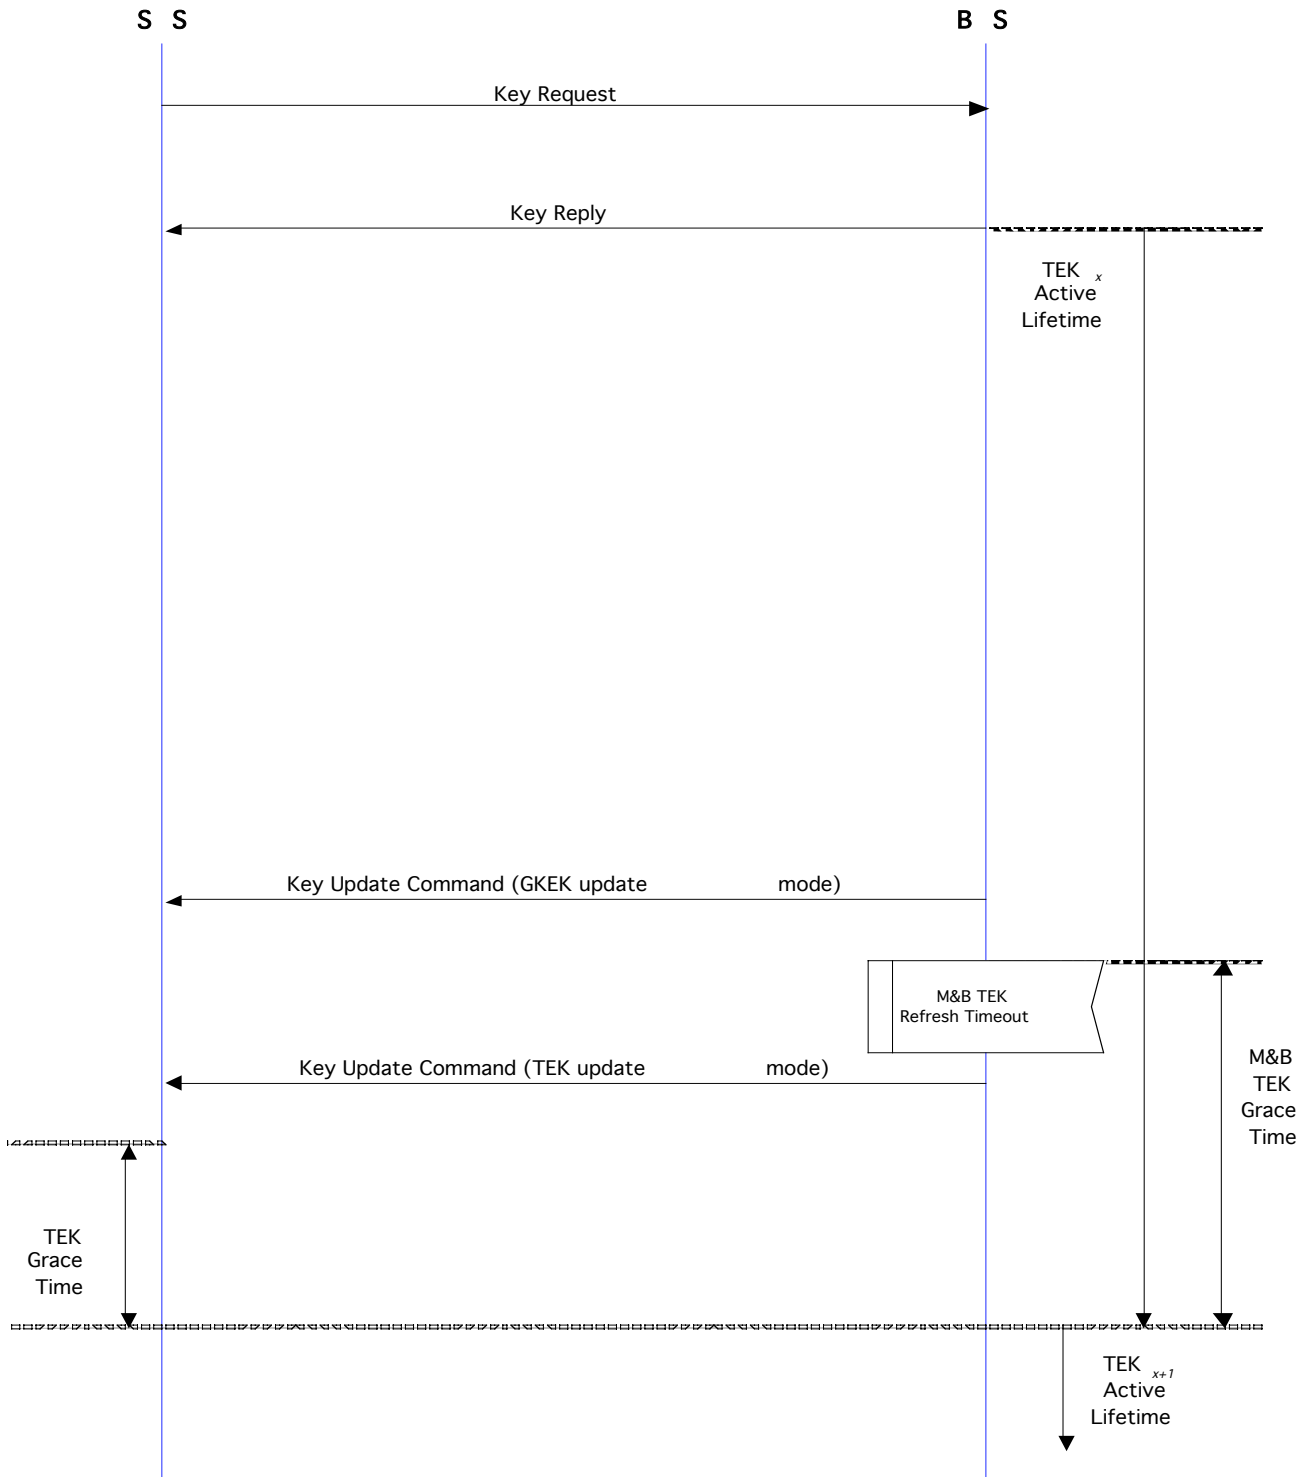 S S
B S
Key Request
Key Reply
TEK x
Active
Lifetime
Key Update Command (GKEK update mode)
M&B TEK
Refresh Timeout
Key Update Command (TEK update mode)
M&B
TEK
Grace
Time
TEK
Grace
Time
TEK x+1
Active
Lifetime